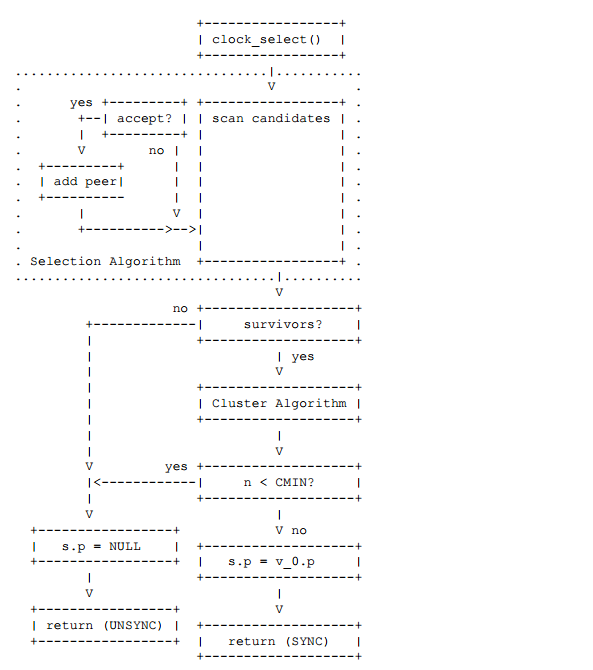 clock_select()
yes
accept?
scan candidates
no
add peer
Selection Algorithm
no
survivors?
yes
Cluster Algorithm
yes
n < CMIN?
no
s.p = NULL
s.p = v_0.p
return (UNSYNC)
return (SYNC)